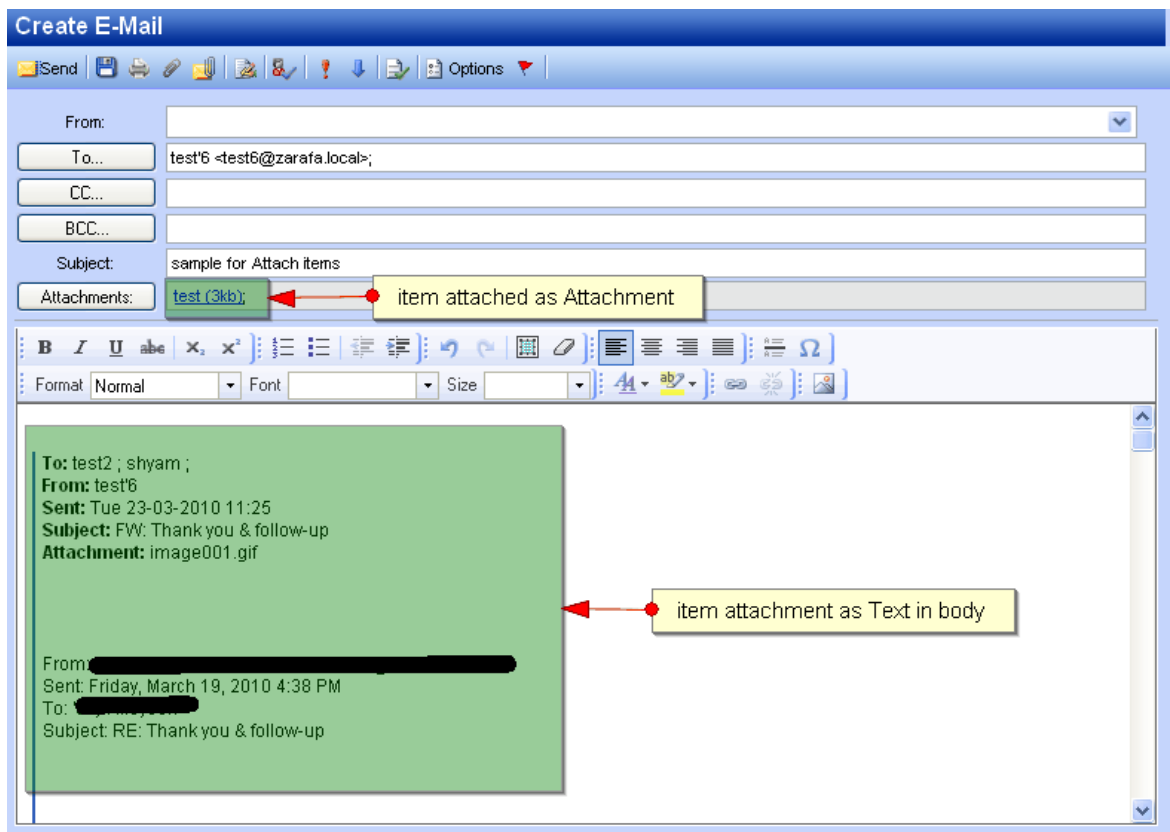 Create E-Mail
Send Options
From:
To... test'6 <test6@zarafa.local>;
CC...
BCC...
Subject: sample for Attach items
Attachments: test (3kb); item attached as Attachment
B I U abc x₂ x² Ω
Format Normal Font Size
To: test2 ; shyam ;
From: test'6
Sent: Tue 23-03-2010 11:25
Subject: FW: Thank you & follow-up
Attachment: image001.gif
item attachment as Text in body
From:
Sent: Friday, March 19, 2010 4:38 PM
To:
Subject: RE: Thank you & follow-up